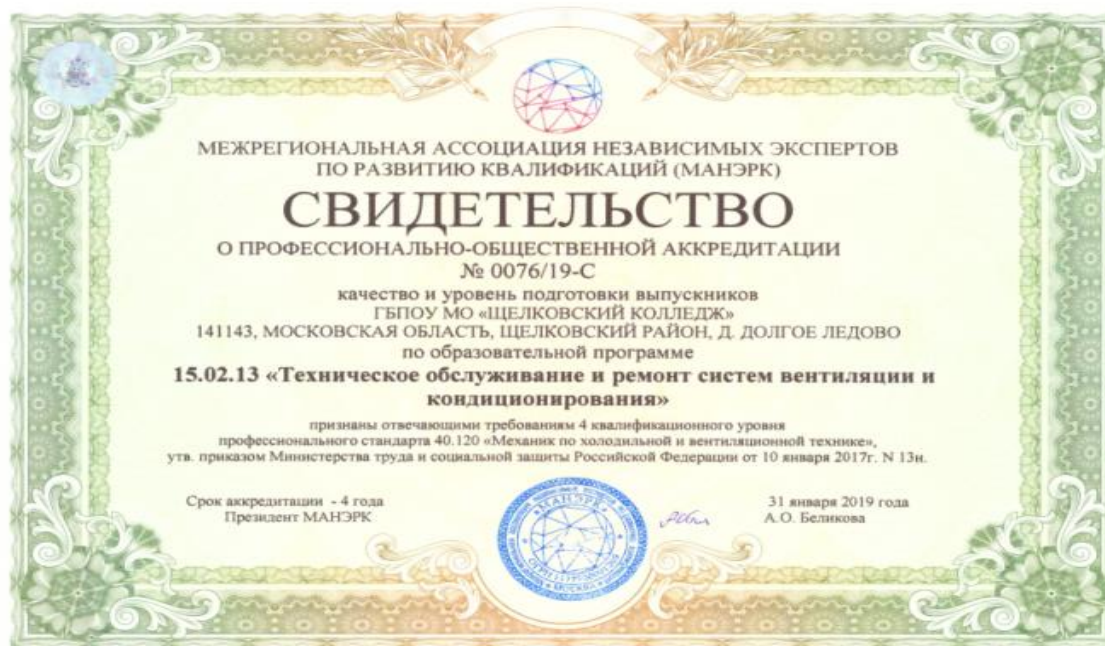 МЕЖРЕГИОНАЛЬНАЯ АССОЦИАЦИЯ НЕЗАВИСИМЫХ ЭКСПЕРТОВ
ПО РАЗВИТИЮ КВАЛИФИКАЦИЙ (МАНЭРК)
СВИДЕТЕЛЬСТВО
О ПРОФЕССИОНАЛЬНО-ОБЩЕСТВЕННОЙ АККРЕДИТАЦИИ
№ 0076/19-С
качество и уровень подготовки выпускников
ГБПОУ МО «ЩЕЛКОВСКИЙ КОЛЛЕДЖ»
141143, МОСКОВСКАЯ ОБЛАСТЬ, ЩЕЛКОВСКИЙ РАЙОН, Д. ДОЛГОЕ ЛЕДОВО
по образовательной программе
15.02.13 «Техническое обслуживание и ремонт систем вентиляции и
кондиционирования»
признаны отвечающими требованиям 4 квалификационного уровня
профессионального стандарта 40.120 «Механик по холодильной и вентиляционной технике»,
утв. приказом Министерства труда и социальной защиты Российской Федерации от 10 января 2017г. N 13н.
Срок аккредитации - 4 года
Президент МАНЭРК
31 января 2019 года
А.О. Беликова
«МАНЭРК»
МОСКВА